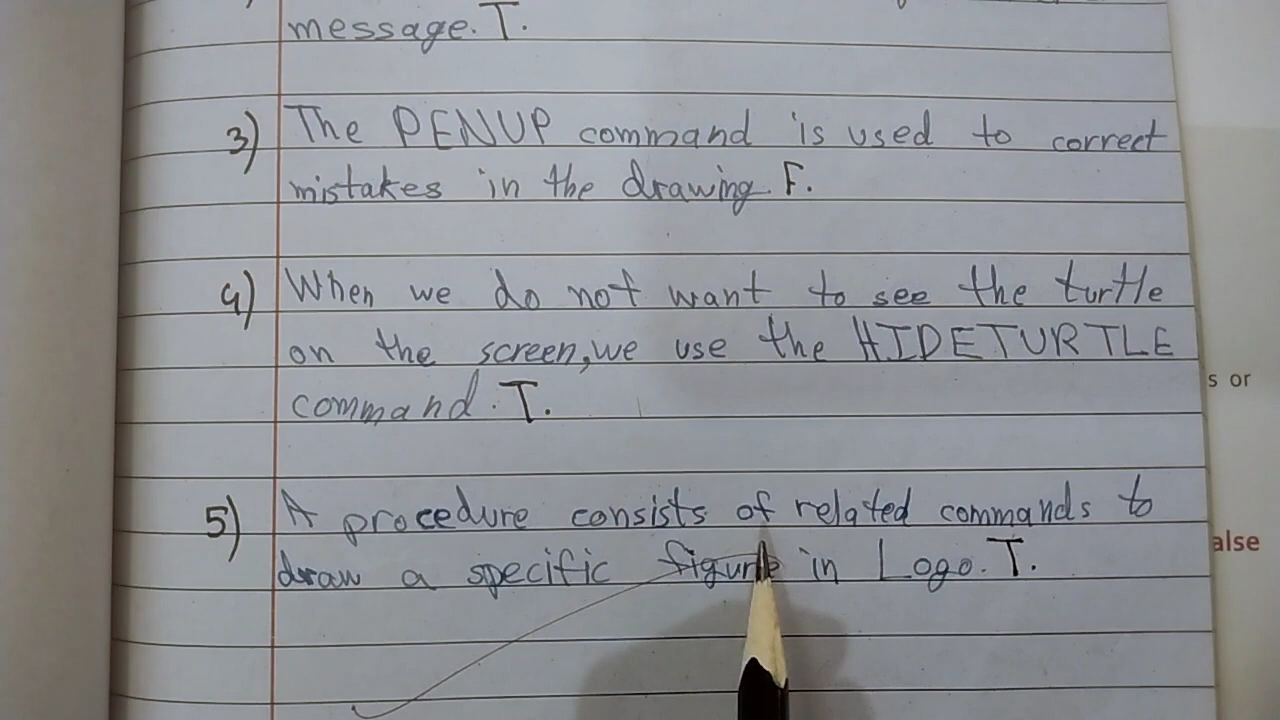 message. T.
3) The PENUP command is used to correct
mistakes in the drawing. F.
4) When we do not want to see the turtle
on the screen, we use the HIDETURTLE
command. T.
s or
5) A procedure consists of related commands to
alse
draw a specific figure in Logo. T.